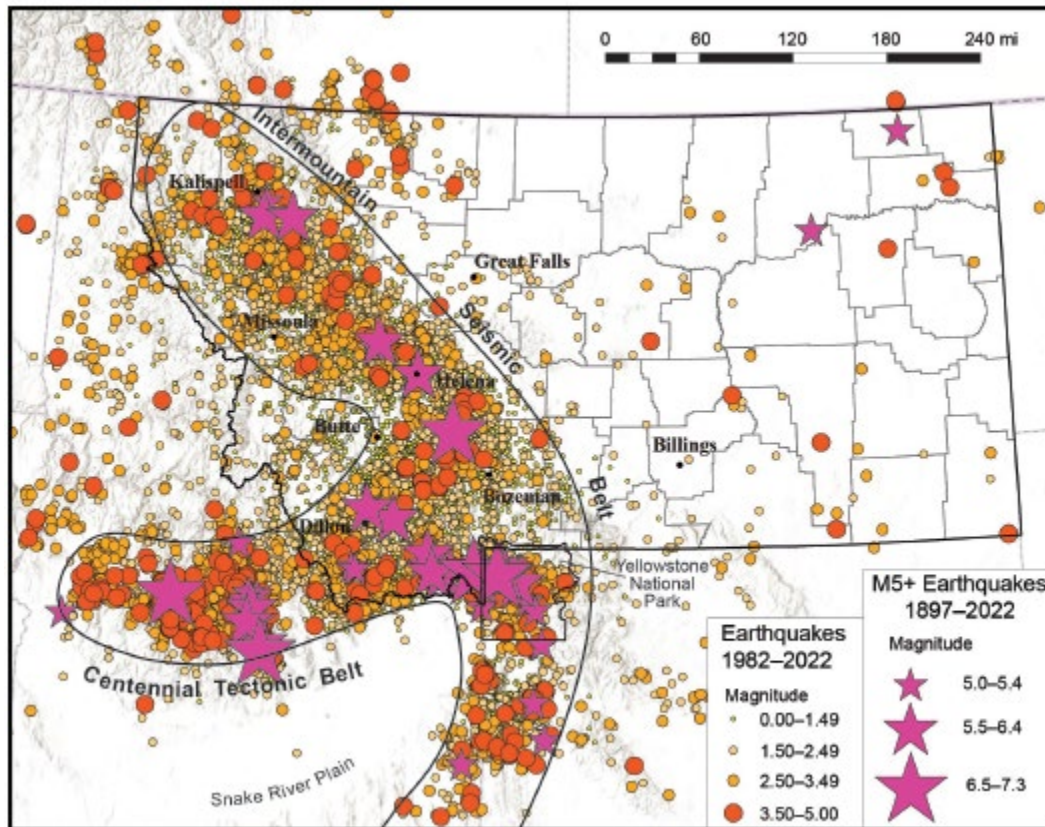 0 60 120 180 240 mi
Intermountain
Seismic
Belt
Kalispell
Great Falls
Missoula
Helena
Butte
Billings
Bozeman
Dillon
Yellowstone
National
Park
Centennial Tectonic Belt
Snake River Plain
Earthquakes
1982–2022
Magnitude
0.00–1.49
1.50–2.49
2.50–3.49
3.50–5.00
M5+ Earthquakes
1897–2022
Magnitude
5.0–5.4
5.5–6.4
6.5–7.3